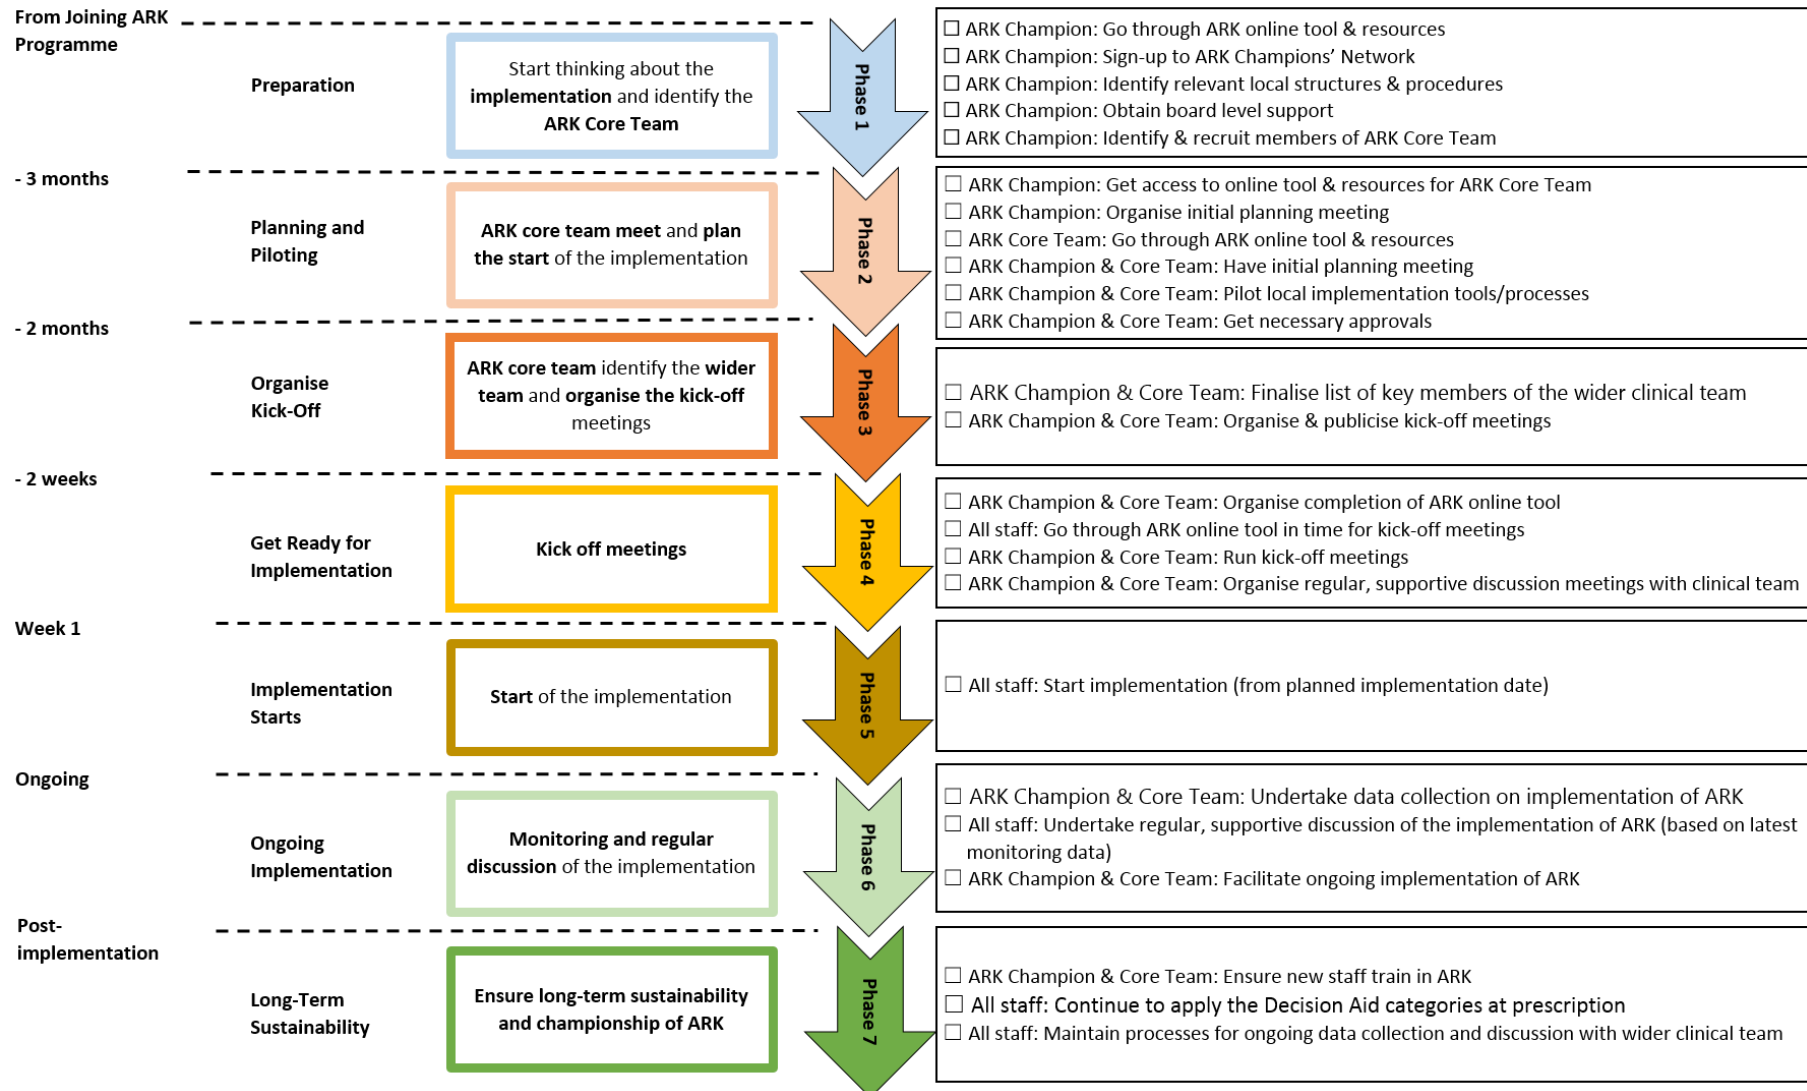 From Joining ARK
Programme
Preparation
Start thinking about the
implementation and identify the
ARK Core Team
Phase 1
☐ ARK Champion: Go through ARK online tool & resources
☐ ARK Champion: Sign-up to ARK Champions' Network
☐ ARK Champion: Identify relevant local structures & procedures
☐ ARK Champion: Obtain board level support
☐ ARK Champion: Identify & recruit members of ARK Core Team
- 3 months
Planning and
Piloting
ARK core team meet and plan
the start of the implementation
Phase 2
☐ ARK Champion: Get access to online tool & resources for ARK Core Team
☐ ARK Champion: Organise initial planning meeting
☐ ARK Core Team: Go through ARK online tool & resources
☐ ARK Champion & Core Team: Have initial planning meeting
☐ ARK Champion & Core Team: Pilot local implementation tools/processes
☐ ARK Champion & Core Team: Get necessary approvals
- 2 months
Organise
Kick-Off
ARK core team identify the wider
team and organise the kick-off
meetings
Phase 3
☐ ARK Champion & Core Team: Finalise list of key members of the wider clinical team
☐ ARK Champion & Core Team: Organise & publicise kick-off meetings
- 2 weeks
Get Ready for
Implementation
Kick off meetings
Phase 4
☐ ARK Champion & Core Team: Organise completion of ARK online tool
☐ All staff: Go through ARK online tool in time for kick-off meetings
☐ ARK Champion & Core Team: Run kick-off meetings
☐ ARK Champion & Core Team: Organise regular, supportive discussion meetings with clinical team
Week 1
Implementation
Starts
Start of the implementation
Phase 5
☐ All staff: Start implementation (from planned implementation date)
Ongoing
Ongoing
Implementation
Monitoring and regular
discussion of the implementation
Phase 6
☐ ARK Champion & Core Team: Undertake data collection on implementation of ARK
☐ All staff: Undertake regular, supportive discussion of the implementation of ARK (based on latest
monitoring data)
☐ ARK Champion & Core Team: Facilitate ongoing implementation of ARK
Post-
implementation
Long-Term
Sustainability
Ensure long-term sustainability
and championship of ARK
Phase 7
☐ ARK Champion & Core Team: Ensure new staff train in ARK
☐ All staff: Continue to apply the Decision Aid categories at prescription
☐ All staff: Maintain processes for ongoing data collection and discussion with wider clinical team